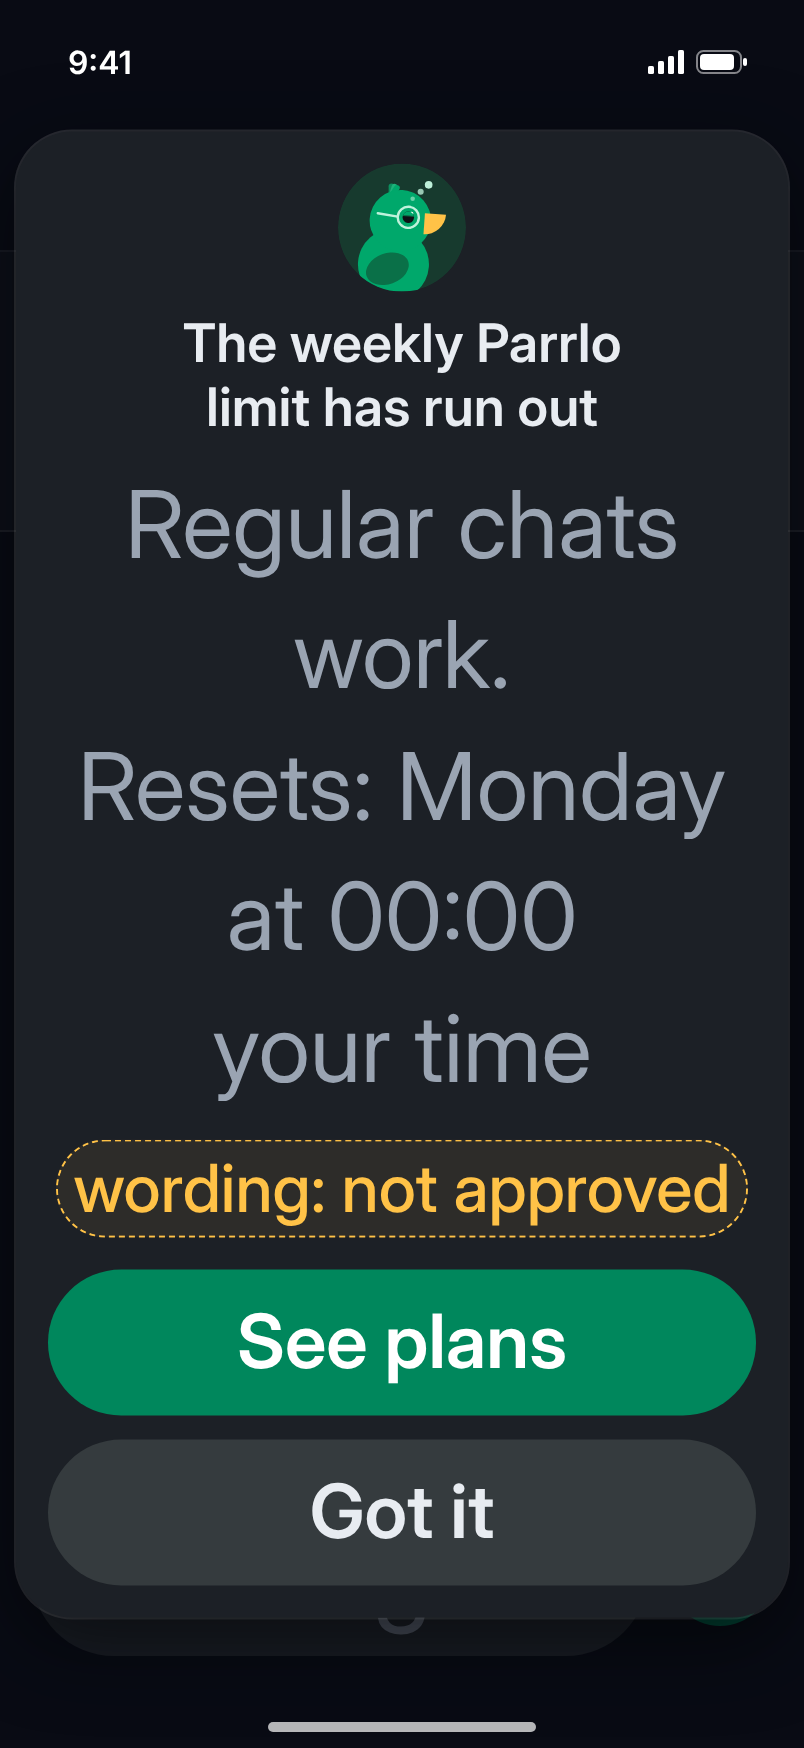 9:41
The weekly Parrlo
limit has run out
Regular chats
work.
Resets: Monday
at 00:00
your time
wording: not approved
See plans
Got it